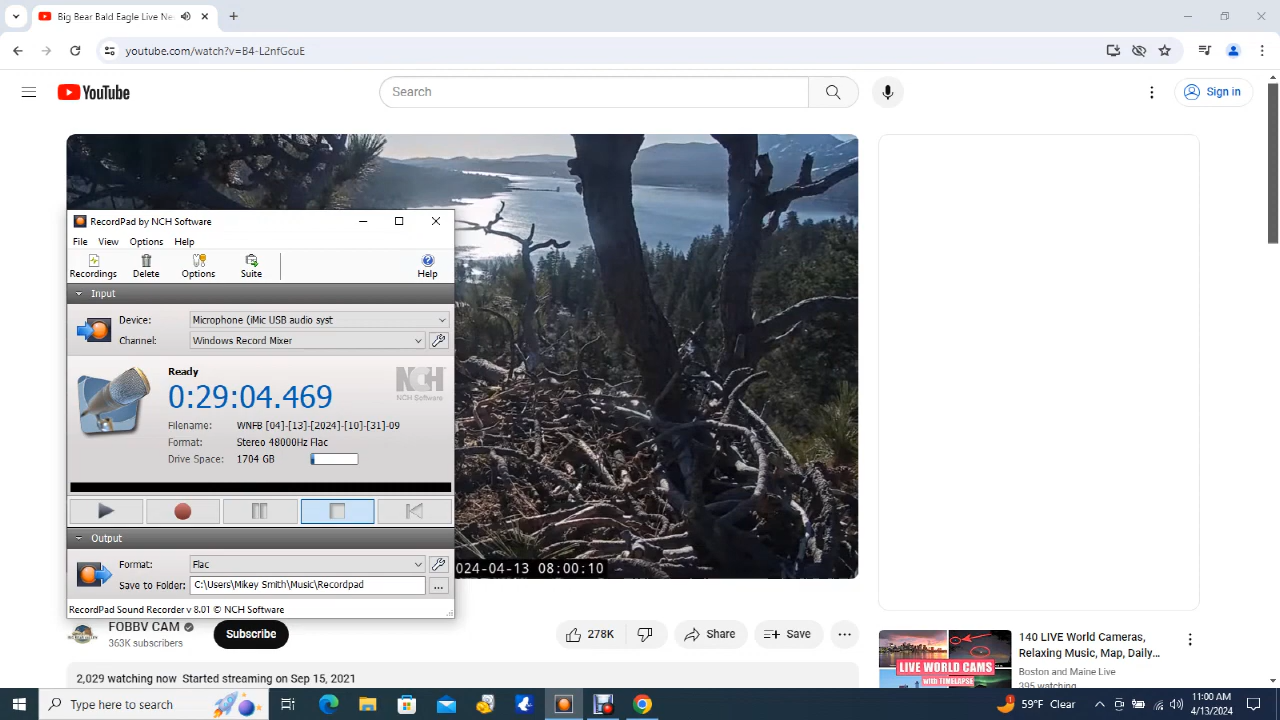 Big Bear Bald Eagle Live Ne
youtube.com/watch?v=B4-L2nfGcuE
YouTube
Search
Sign in
RecordPad by NCH Software
File View Options Help
Recordings Delete Options Suite Help
Input
Device: Microphone (iMic USB audio syst
Channel: Windows Record Mixer
Ready
0:29:04.469
NCH
NCH Software
Filename: WNFB [04]-[13]-[2024]-[10]-[31]-09
Format: Stereo 48000Hz Flac
Drive Space: 1704 GB
Output
Format: Flac
Save to Folder: C:\Users\Mikey Smith\Music\Recordpad
...
RecordPad Sound Recorder v 8.01 © NCH Software
024-04-13 08:00:10
FOBBV CAM
363K subscribers
Subscribe
278K
Share
Save
2,029 watching now Started streaming on Sep 15, 2021
LIVE WORLD CAMS
WITH TIMELAPSE
140 LIVE World Cameras,
Relaxing Music, Map, Daily...
Boston and Maine Live
395 watching
Type here to search
59°F Clear
11:00 AM
4/13/2024